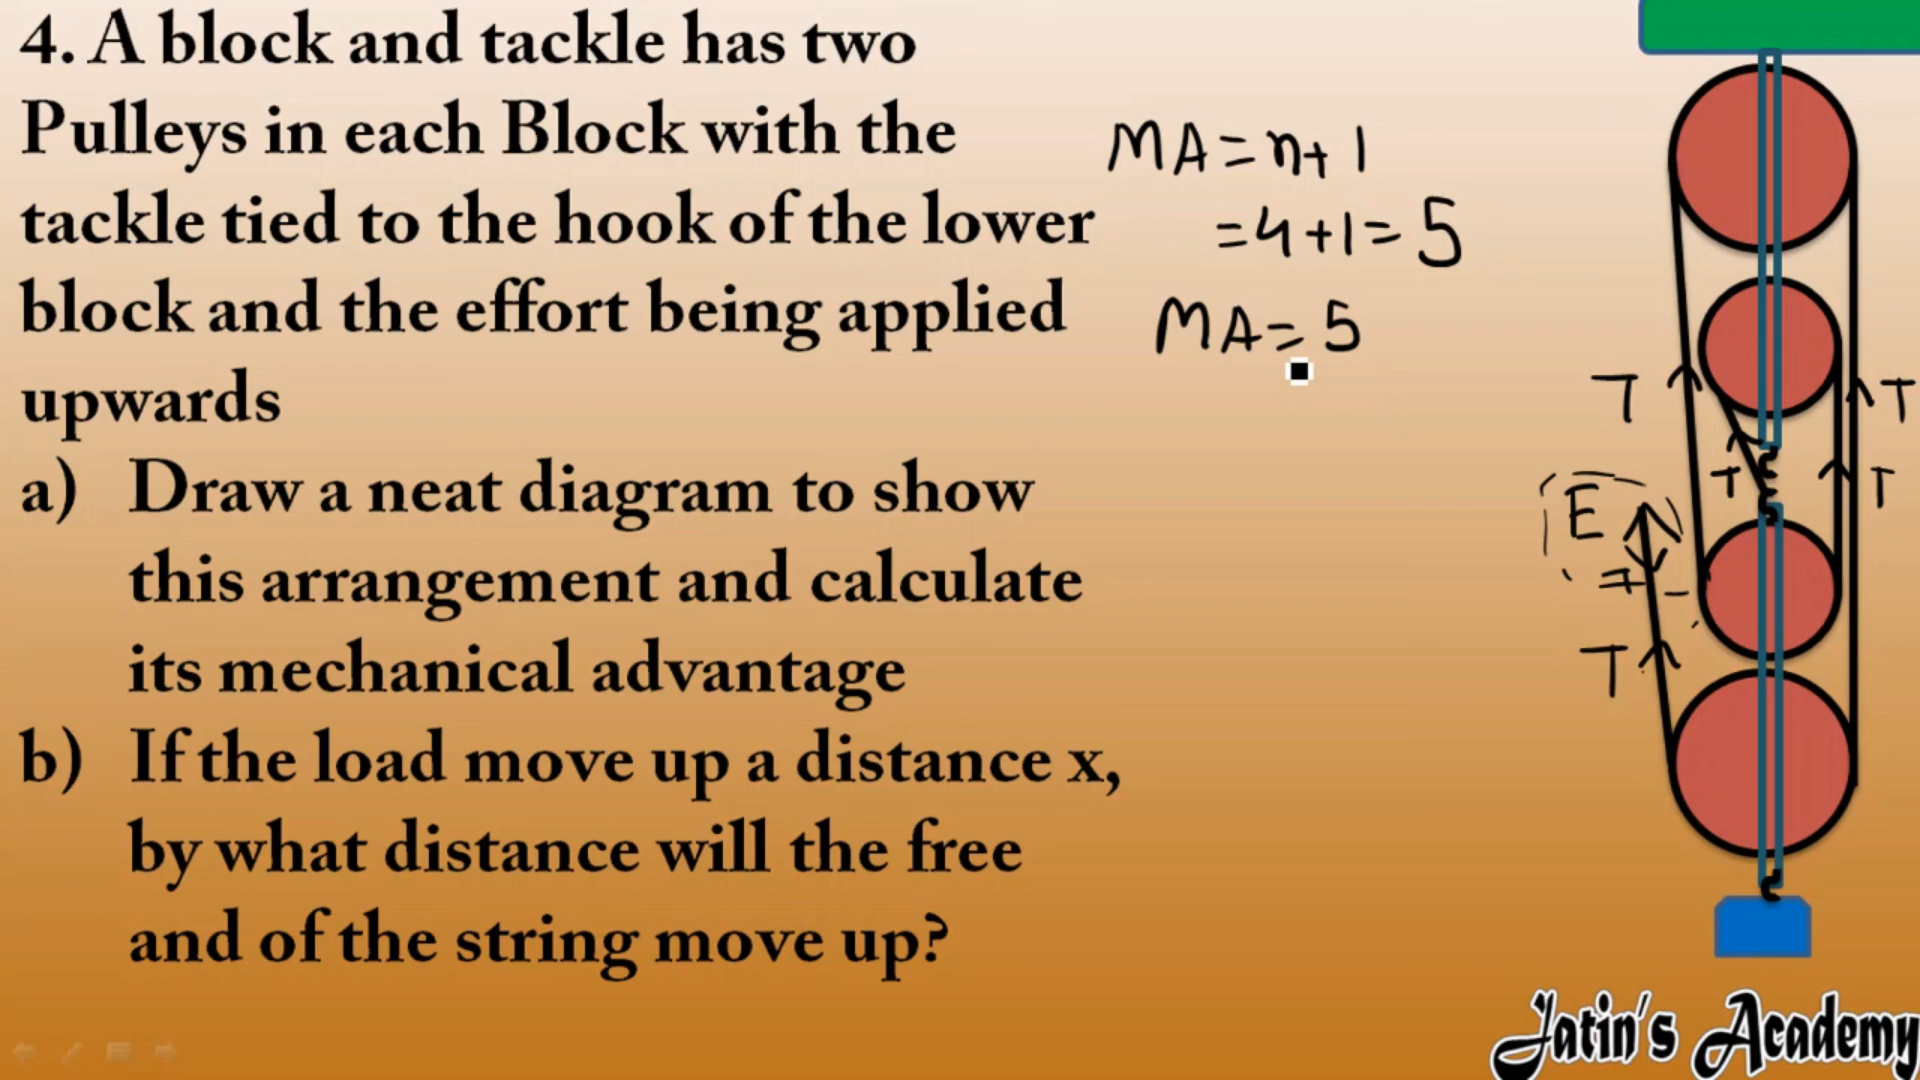 4. A block and tackle has two
Pulleys in each Block with the
tackle tied to the hook of the lower
block and the effort being applied
upwards
a) Draw a neat diagram to show
this arrangement and calculate
its mechanical advantage
b) If the load move up a distance x,
by what distance will the free
and of the string move up?
MA = n+1
= 4+1 = 5
MA = 5
T
T
T
T
E
T
Jatin's Academy